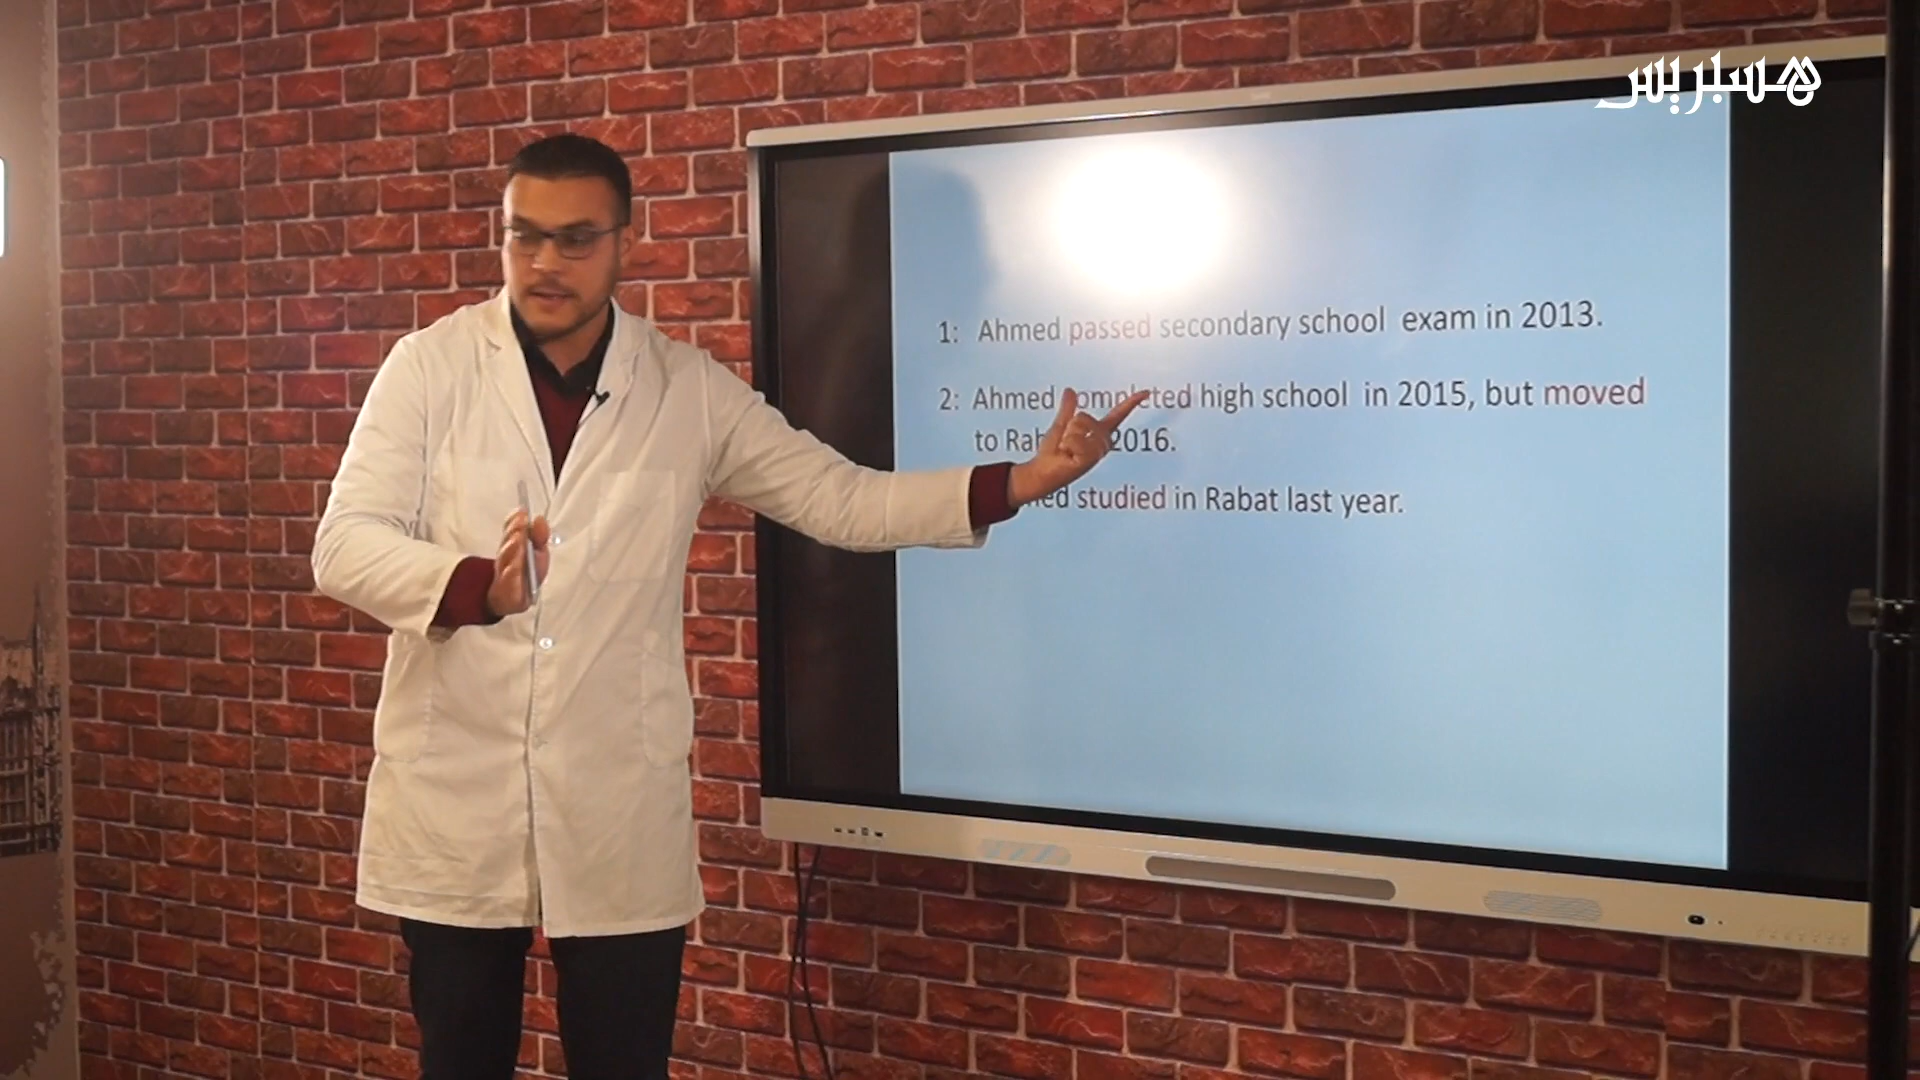 هسبريس
1: Ahmed passed secondary school exam in 2013.
2: Ahmed completed high school in 2015, but moved
to 2016.
studied in Rabat last year.